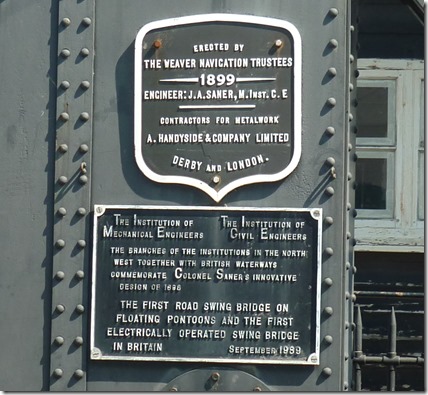 ERECTED BY
THE WEAVER NAVIGATION TRUSTEES
1899
ENGINEER: J. A. SANER, M. INST. C. E
CONTRACTORS FOR METALWORK
A. HANDYSIDE & COMPANY LIMITED
DERBY AND LONDON.
THE INSTITUTION OF MECHANICAL ENGINEERS
THE INSTITUTION OF CIVIL ENGINEERS
THE BRANCHES OF THE INSTITUTIONS IN THE NORTH
WEST TOGETHER WITH BRITISH WATERWAYS
COMMEMORATE COLONEL SANER'S INNOVATIVE
DESIGN OF
THE FIRST ROAD SWING BRIDGE ON
FLOATING PONTOONS AND THE FIRST
ELECTRICALLY OPERATED SWING BRIDGE
IN BRITAIN
SEPTEMBER 1989